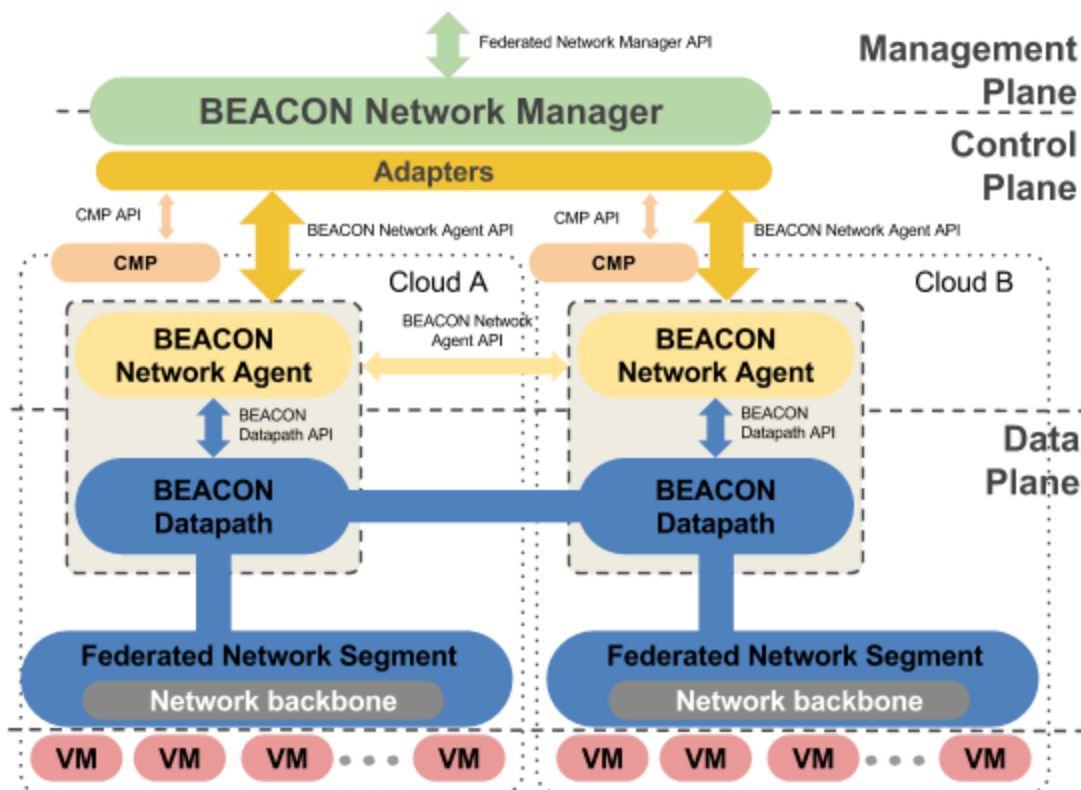 Federated Network Manager API
Management
Plane
BEACON Network Manager
Control
Plane
Adapters
CMP API
BEACON Network Agent API
CMP API
BEACON Network Agent API
CMP
Cloud A
CMP
Cloud B
BEACON
Network Agent
BEACON Network
Agent API
BEACON
Network Agent
BEACON
Datapath API
BEACON
Datapath API
Data
Plane
BEACON
Datapath
BEACON
Datapath
Federated Network Segment
Network backbone
Federated Network Segment
Network backbone
VM VM VM VM
VM VM VM VM